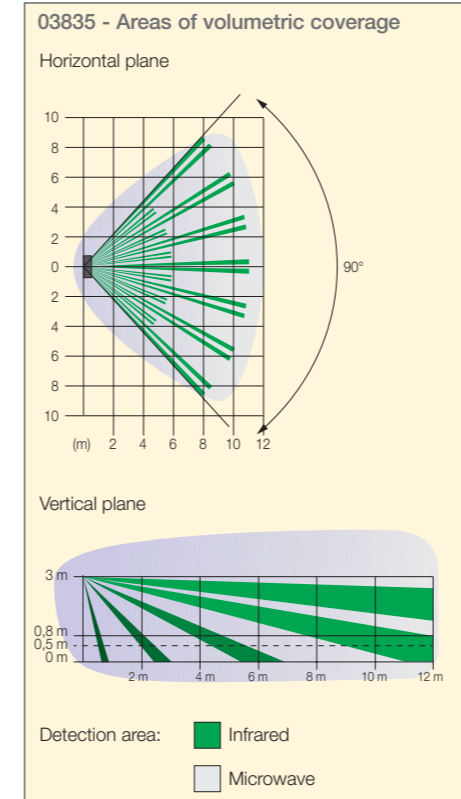 03835 - Areas of volumetric coverage
Horizontal plane
10
8
6
4
2
0
2
4
6
8
10
90°
(m) 2 4 6 8 10 12
Vertical plane
3 m
0,8 m
0,5 m
0 m
2 m 4 m 6 m 8 m 10 m 12 m
Detection area: Infrared
Microwave